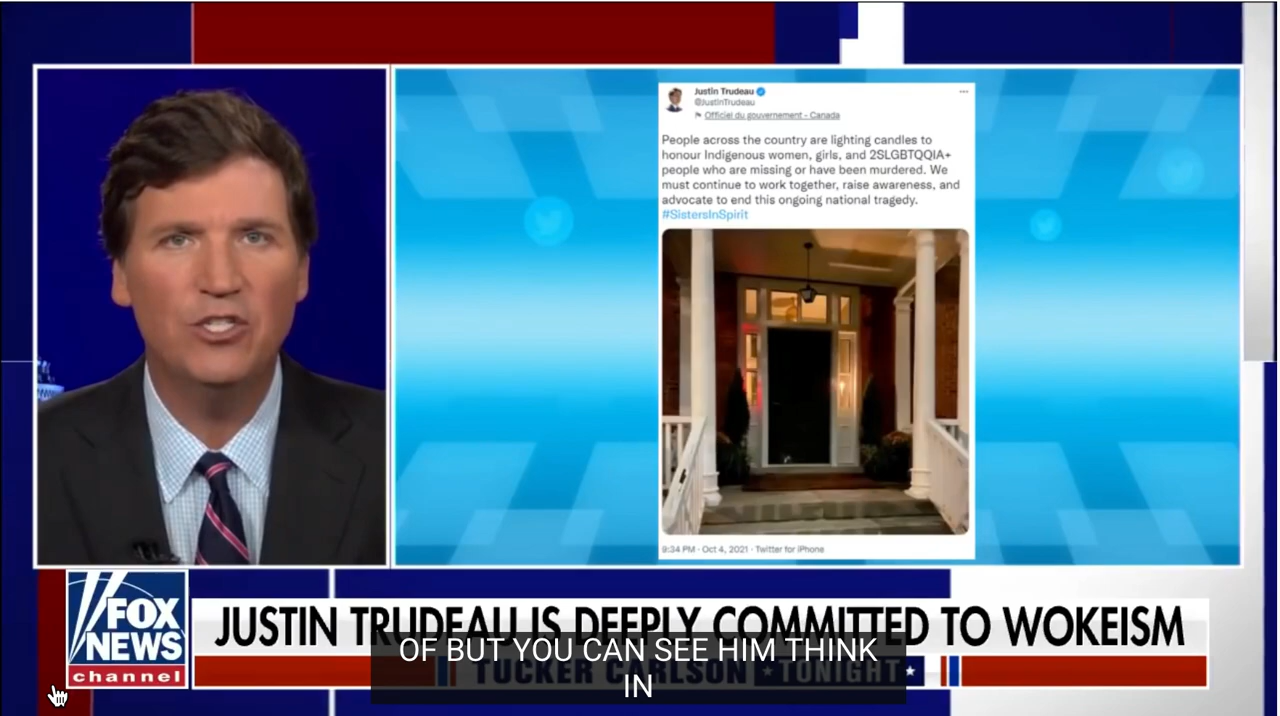 Justin Trudeau
@JustinTrudeau
Officiel du gouvernement - Canada
People across the country are lighting candles to
honour Indigenous women, girls, and 2SLGBTQQIA+
people who are missing or have been murdered. We
must continue to work together, raise awareness, and
advocate to end this ongoing national tragedy.
#SistersInSpirit
9:34 PM · Oct 4, 2021 · Twitter for iPhone
FOX
NEWS
channel
JUSTIN TRUDEAU IS DEEPLY COMMITTED TO WOKEISM
TUCKER CARLSON TONIGHT
OF BUT YOU CAN SEE HIM THINK
IN